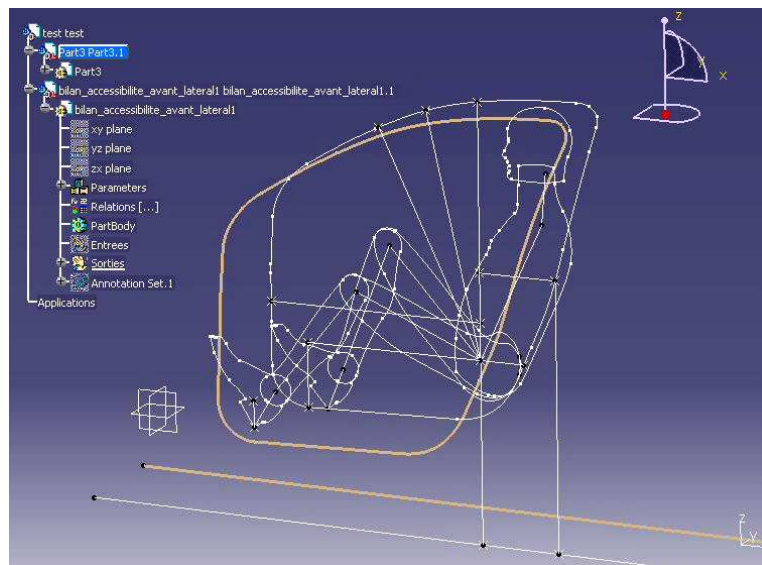 test test
Part3 Part3.1
Part3
bilan_accessibilite_avant_lateral1 bilan_accessibilite_avant_lateral1.1
bilan_accessibilite_avant_lateral1
xy plane
yz plane
zx plane
Parameters
Relations [...]
PartBody
Entrees
Sorties
Annotation Set.1
Applications
z
y
x
z
y